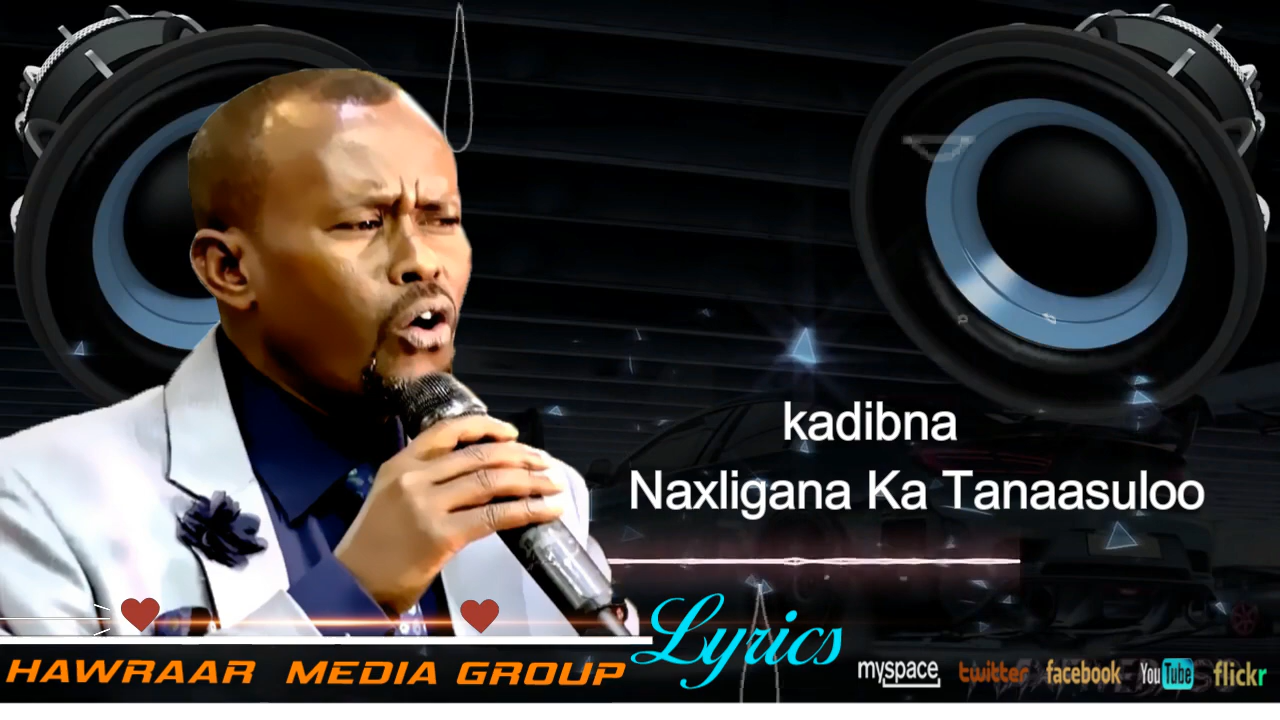 kadibna
Naxligana Ka Tanaasuloo
Lyrics
HAWRAAR MEDIA GROUP
myspace twitter facebook YouTube flickr